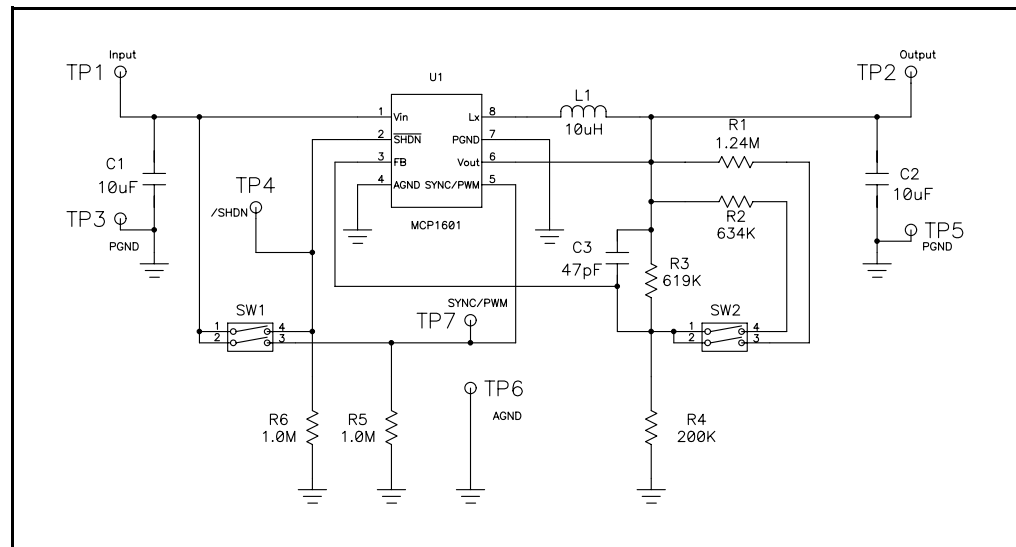 Input
TP1
Output
TP2
U1
1 Vin Lx 8
2 SHDN PGND 7
3 FB Vout 6
4 AGND SYNC/PWM 5
MCP1601
L1
10uH
R1
1.24M
C1
10uF
C2
10uF
TP4
/SHDN
R2
634K
TP3
PGND
TP5
PGND
C3
47pF
R3
619K
SW1
1 4
2 3
SYNC/PWM
TP7
SW2
1 4
2 3
TP6
AGND
R6
1.0M
R5
1.0M
R4
200K